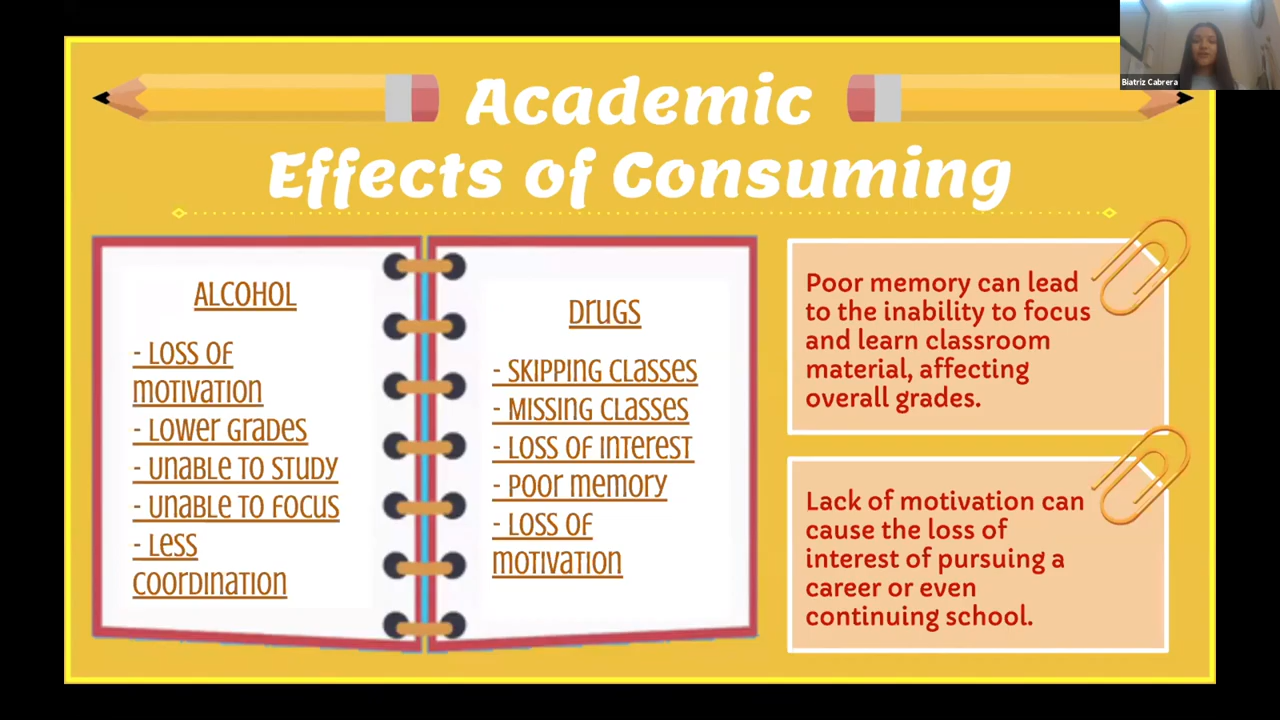 Academic
Effects of Consuming
Biatriz Cabrera
ALCOHOL
- LOSS OF
MOTIVATION
- LOWER GRADES
- UNABLE TO STUDY
- UNABLE TO FOCUS
- LESS
COORDINATION
DRUGS
- SKIPPING CLASSES
- MISSING CLASSES
- LOSS OF INTEREST
- POOR MEMORY
- LOSS OF
MOTIVATION
Poor memory can lead
to the inability to focus
and learn classroom
material, affecting
overall grades.
Lack of motivation can
cause the loss of
interest of pursuing a
career or even
continuing school.